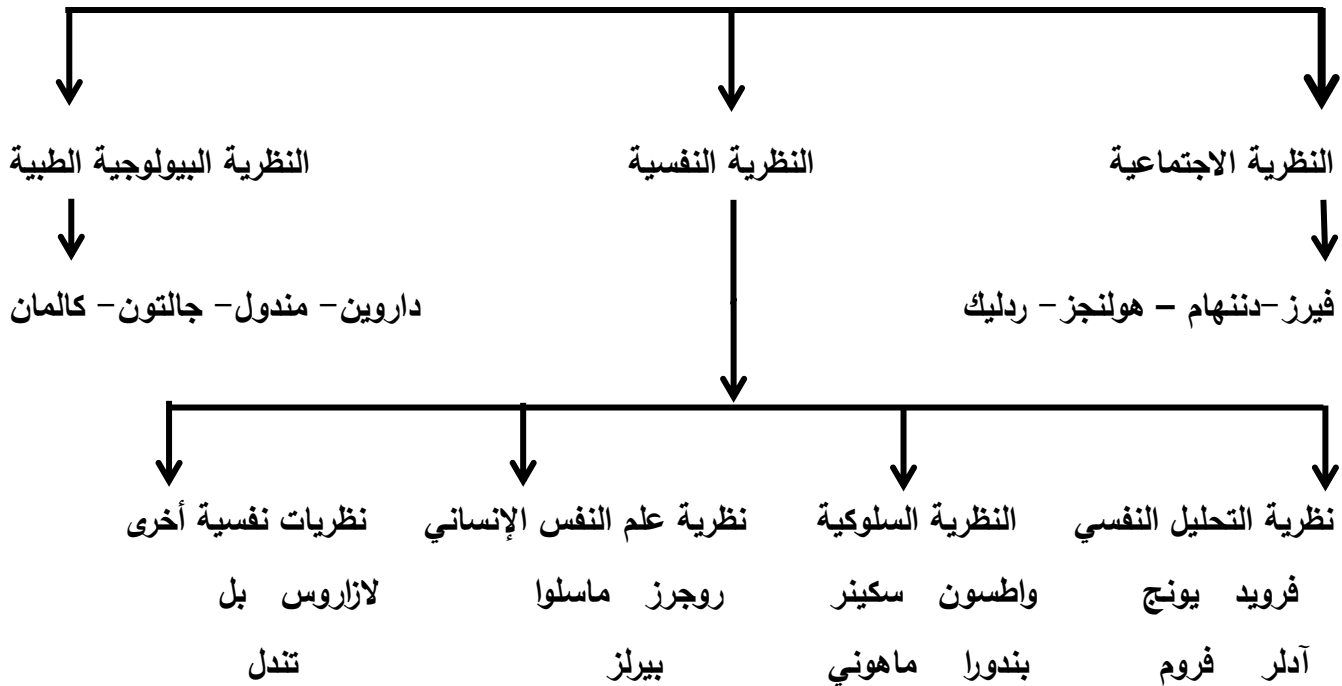 النظرية الاجتماعية النظرية النفسية النظرية البيولوجية الطبية
فيرز -دننهام – هولنجز- ردليك داروين- مندول- جالتون- كالمان
نظرية التحليل النفسي النظرية السلوكية نظرية علم النفس الإنساني نظريات نفسية أخرى
فرويد يونج واطسون سكينر روجرز ماسلوا لازاروس بل
آدلر فروم بندورا ماهوني بيرلز تندل